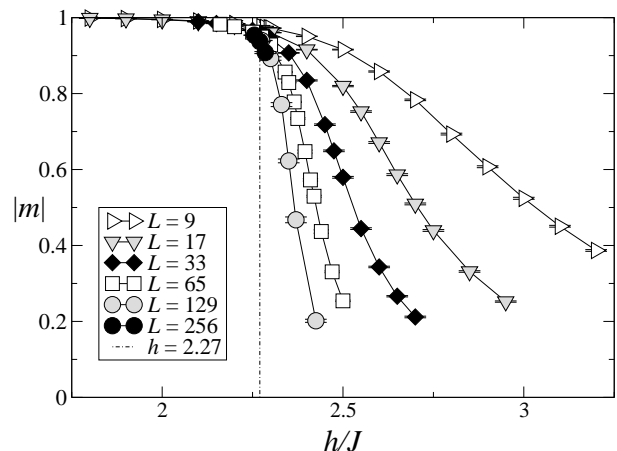 1
0.8
0.6
0.4
0.2
0
|m|
L = 9
L = 17
L = 33
L = 65
L = 129
L = 256
h = 2.27
2
2.5
3
h/J